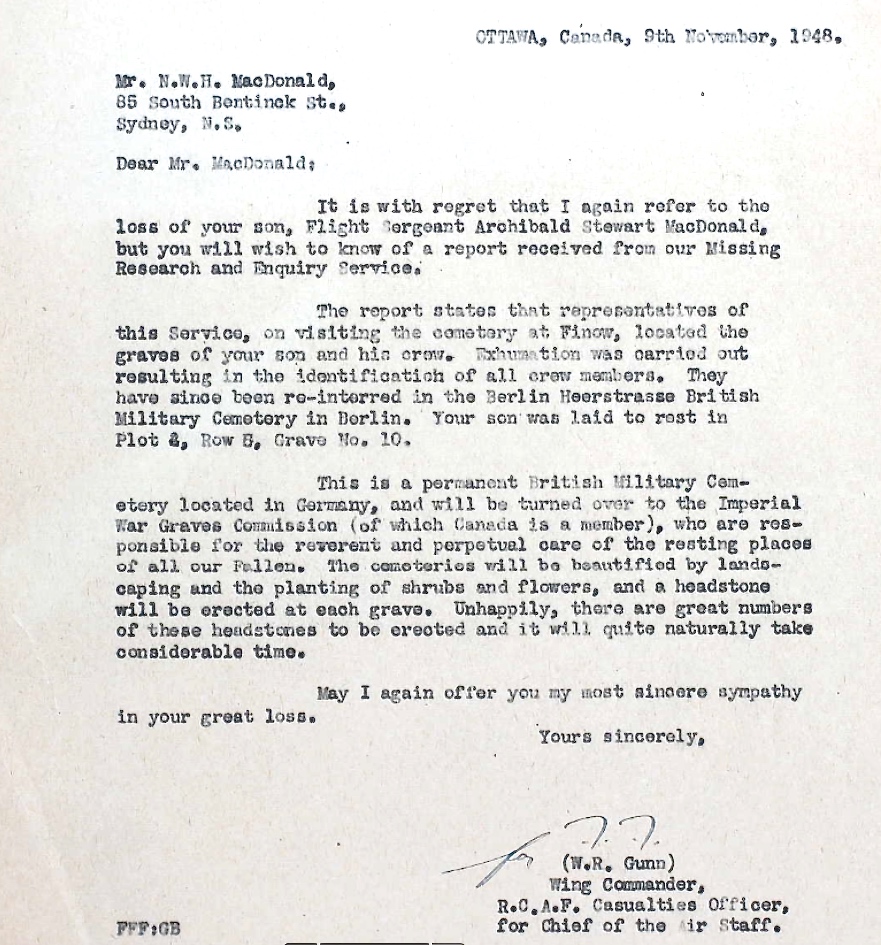 OTTAWA, Canada, 9th November, 1948.
Mr. N.W.H. MacDonald,
85 South Bentinck St.,
Sydney, N.S.
Dear Mr. MacDonald:
It is with regret that I again refer to the
loss of your son, Flight Sergeant Archibald Stewart MacDonald,
but you will wish to know of a report received from our Missing
Research and Enquiry Service.
The report states that representatives of
this Service, on visiting the cemetery at Finow, located the
graves of your son and his crew. Exhumation was carried out
resulting in the identification of all crew members. They
have since been re-interred in the Berlin Heerstrasse British
Military Cemetery in Berlin. Your son was laid to rest in
Plot Row Grave No. 10.
This is a permanent British Military Cem-
etery located in Germany, and will be turned over to the Imperial
War Graves Commission (of which Canada is a member), who are res-
ponsible for the reverent and perpetual care of the resting places
of all our Fallen. The cemeteries will be beautified by lands-
caping and the planting of shrubs and flowers, and a headstone
will be erected at each grave. Unhappily, there are great numbers
of these headstones to be erected and it will quite naturally take
considerable time.
May I again offer you my most sincere sympathy
in your great loss.
Yours sincerely,
for
(W.R. Gunn)
Wing Commander,
R.C.A.F. Casualties Officer,
for Chief of the Air Staff.
FFF:GB